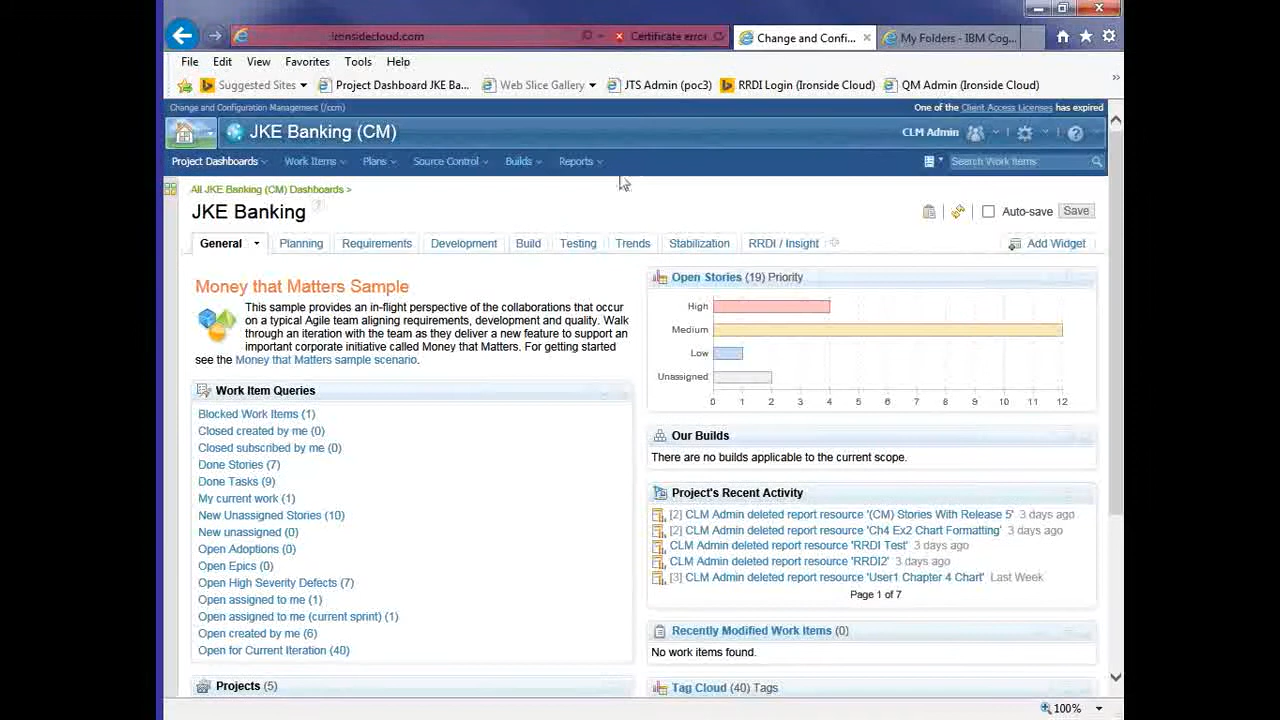 ironsidecloud.com
Certificate error
Change and Confi...
My Folders - IBM Cog...
File Edit View Favorites Tools Help
Suggested Sites
Project Dashboard JKE Ba...
Web Slice Gallery
JTS Admin (poc3)
RRDI Login (Ironside Cloud)
QM Admin (Ironside Cloud)
Change and Configuration Management (/ccm)
One of the Client Access Licenses has expired
JKE Banking (CM)
CLM Admin
Project Dashboards Work Items Plans Source Control Builds Reports
Search Work Items
All JKE Banking (CM) Dashboards >
JKE Banking
Auto-save
Save
General Planning Requirements Development Build Testing Trends Stabilization RRDI / Insight
Add Widget
Money that Matters Sample
This sample provides an in-flight perspective of the collaborations that occur
on a typical Agile team aligning requirements, development and quality. Walk
through an iteration with the team as they deliver a new feature to support an
important corporate initiative called Money that Matters. For getting started
see the Money that Matters sample scenario.
Work Item Queries
Blocked Work Items (1)
Closed created by me (0)
Closed subscribed by me (0)
Done Stories (7)
Done Tasks (9)
My current work (1)
New Unassigned Stories (10)
New unassigned (0)
Open Adoptions (0)
Open Epics (0)
Open High Severity Defects (7)
Open assigned to me (1)
Open assigned to me (current sprint) (1)
Open created by me (6)
Open for Current Iteration (40)
Projects (5)
Open Stories (19) Priority
High
Medium
Low
Unassigned
0 1 2 3 4 5 6 7 8 9 10 11 12
Our Builds
There are no builds applicable to the current scope.
Project's Recent Activity
[2] CLM Admin deleted report resource '(CM) Stories With Release 5' 3 days ago
[2] CLM Admin deleted report resource 'Ch4 Ex2 Chart Formatting' 3 days ago
CLM Admin deleted report resource 'RRDI Test' 3 days ago
CLM Admin deleted report resource 'RRDI2' 3 days ago
[3] CLM Admin deleted report resource 'User1 Chapter 4 Chart' Last Week
Page 1 of 7
Recently Modified Work Items (0)
No work items found.
Tag Cloud (40) Tags
100%